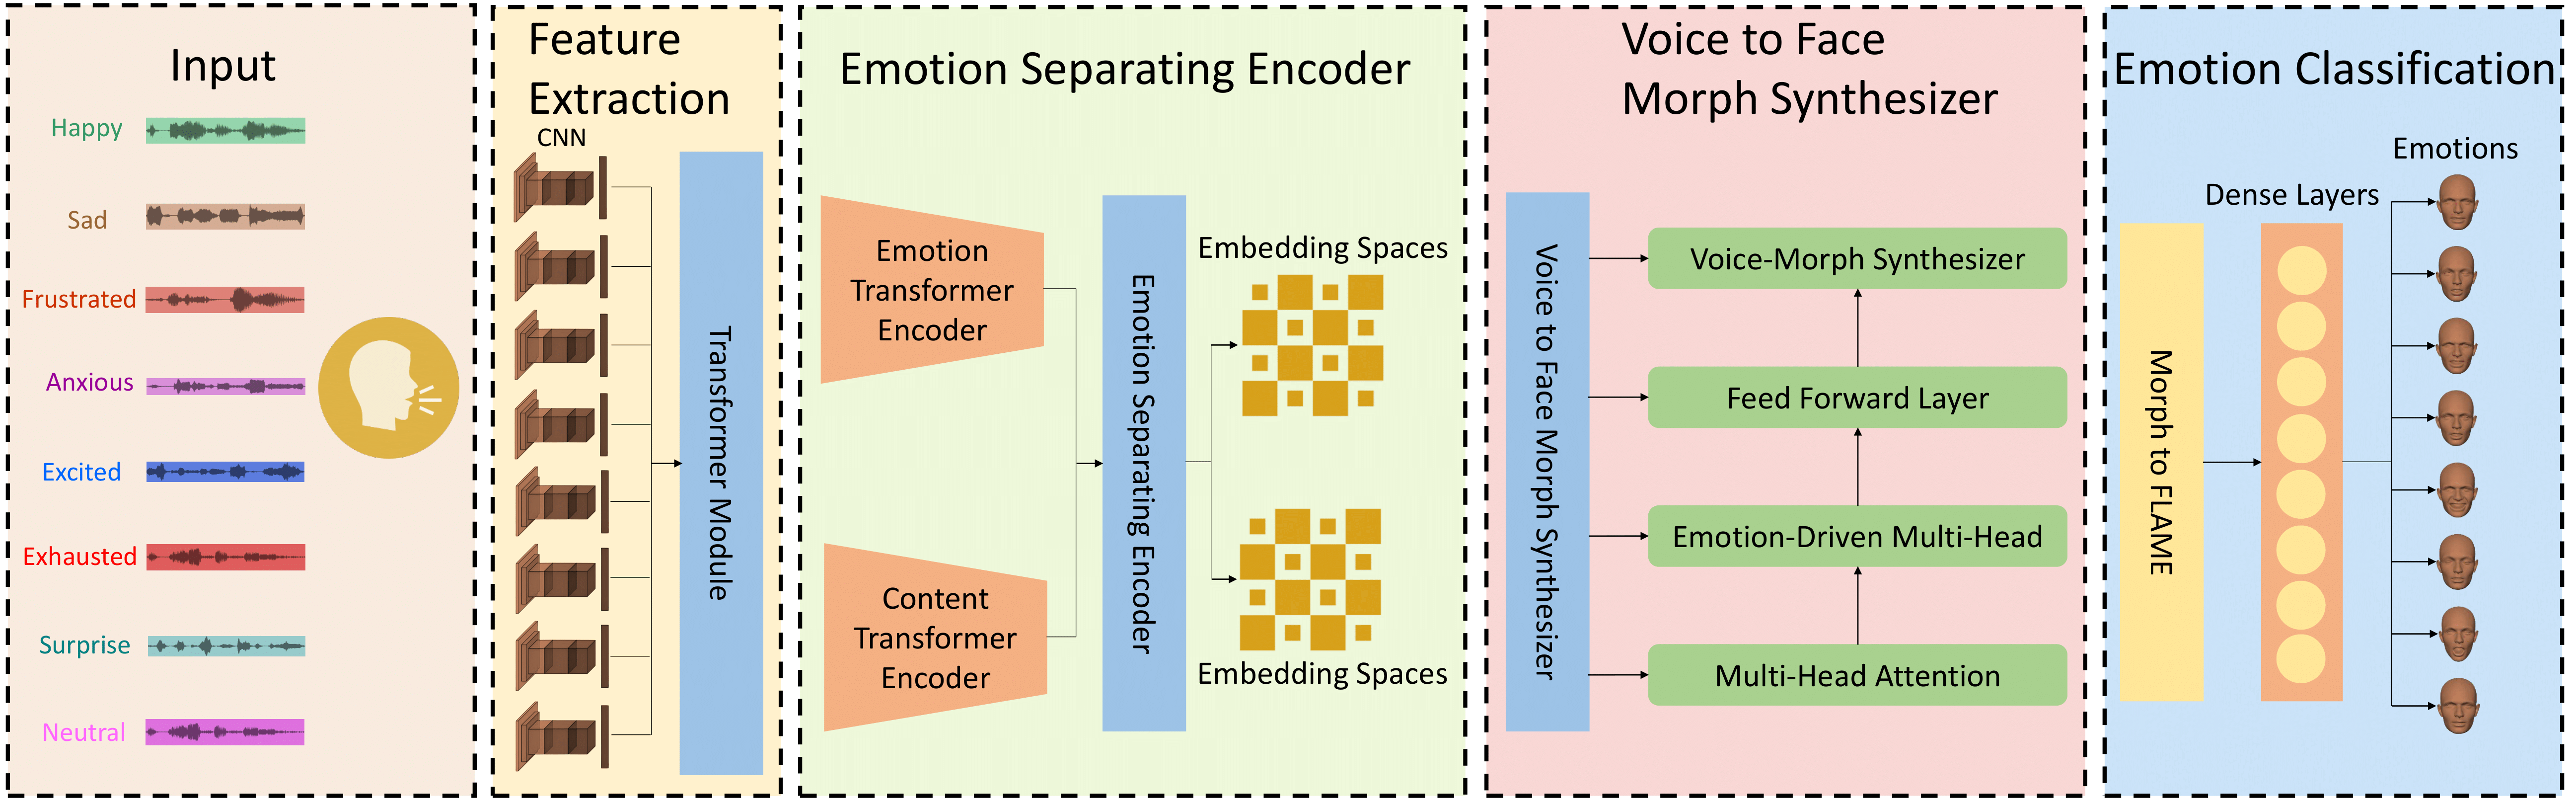 Input
Happy
Sad
Frustrated
Anxious
Excited
Exhausted
Surprise
Neutral
Feature
Extraction
CNN
Transformer Module
Emotion Separating Encoder
Emotion
Transformer
Encoder
Content
Transformer
Encoder
Emotion Separating Encoder
Embedding Spaces
Embedding Spaces
Voice to Face
Morph Synthesizer
Voice to Face Morph Synthesizer
Voice-Morph Synthesizer
Feed Forward Layer
Emotion-Driven Multi-Head
Multi-Head Attention
Emotion Classification
Morph to FLAME
Dense Layers
Emotions